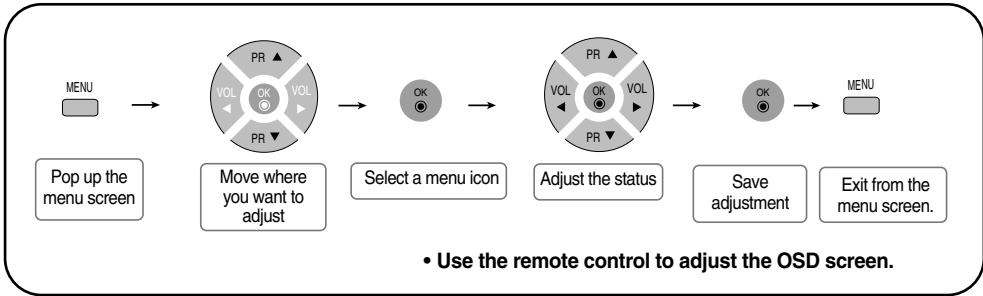 MENU
PR ▲
VOL ◀
OK
VOL ▶
PR ▼
OK
PR ▲
VOL ◀
OK
VOL ▶
PR ▼
OK
MENU
Pop up the
menu screen
Move where
you want to
adjust
Select a menu icon
Adjust the status
Save
adjustment
Exit from the
menu screen.
• Use the remote control to adjust the OSD screen.